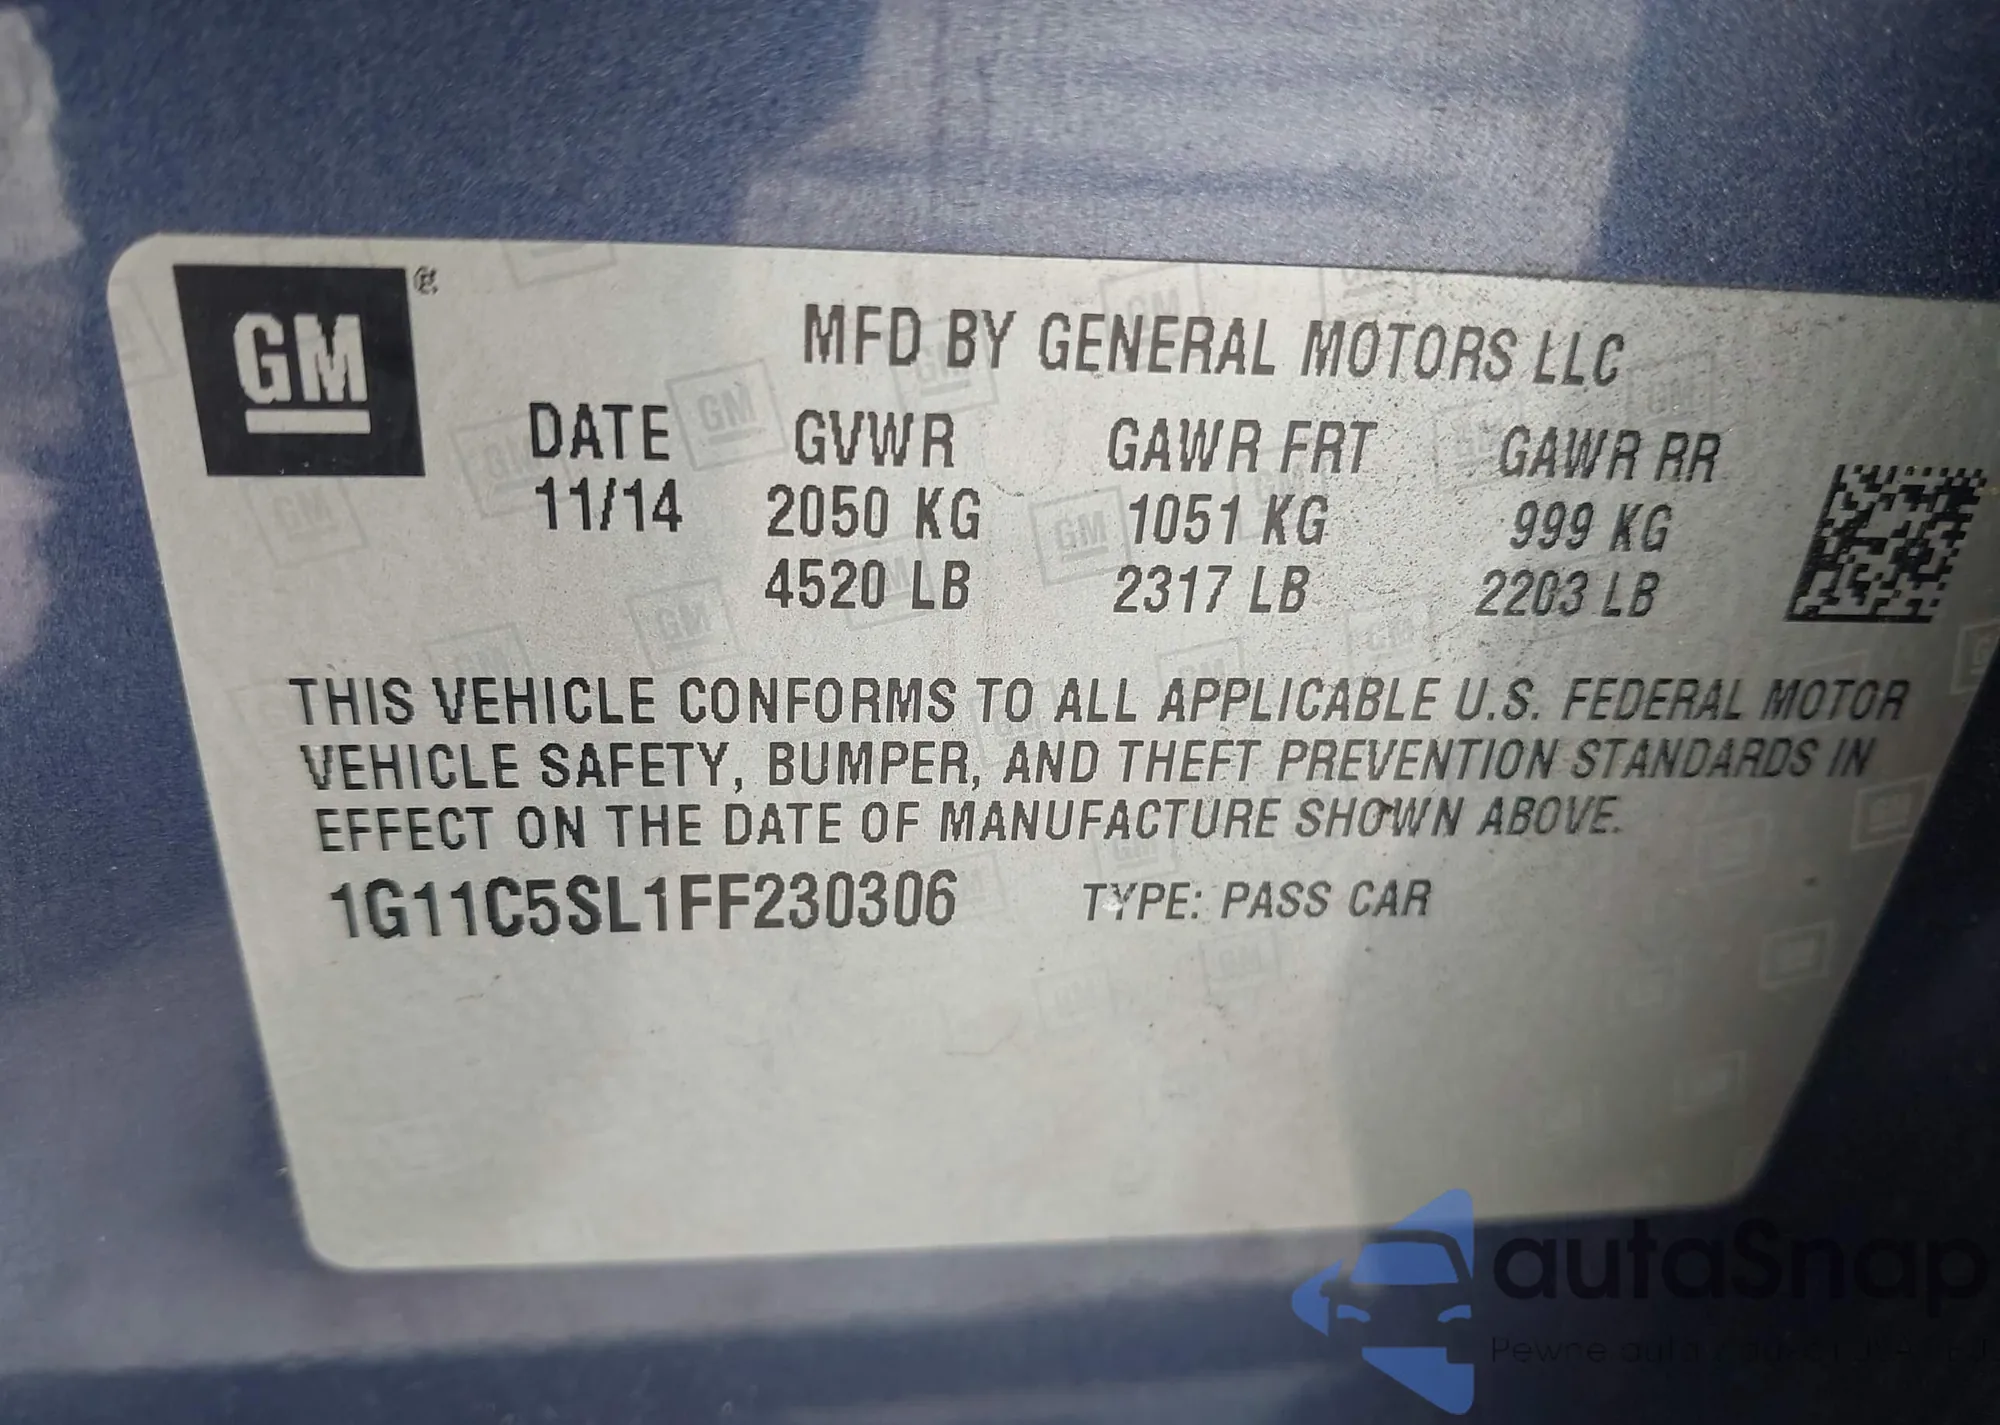 GM®
MFD BY GENERAL MOTORS LLC
DATE GVWR GAWR FRT GAWR RR
11/14 2050 KG 1051 KG 999 KG
4520 LB 2317 LB 2203 LB
THIS VEHICLE CONFORMS TO ALL APPLICABLE U.S. FEDERAL MOTOR
VEHICLE SAFETY, BUMPER, AND THEFT PREVENTION STANDARDS IN
EFFECT ON THE DATE OF MANUFACTURE SHOWN ABOVE.
1G11C5SL1FF230306 TYPE: PASS CAR
autaSnap
Pewne auta